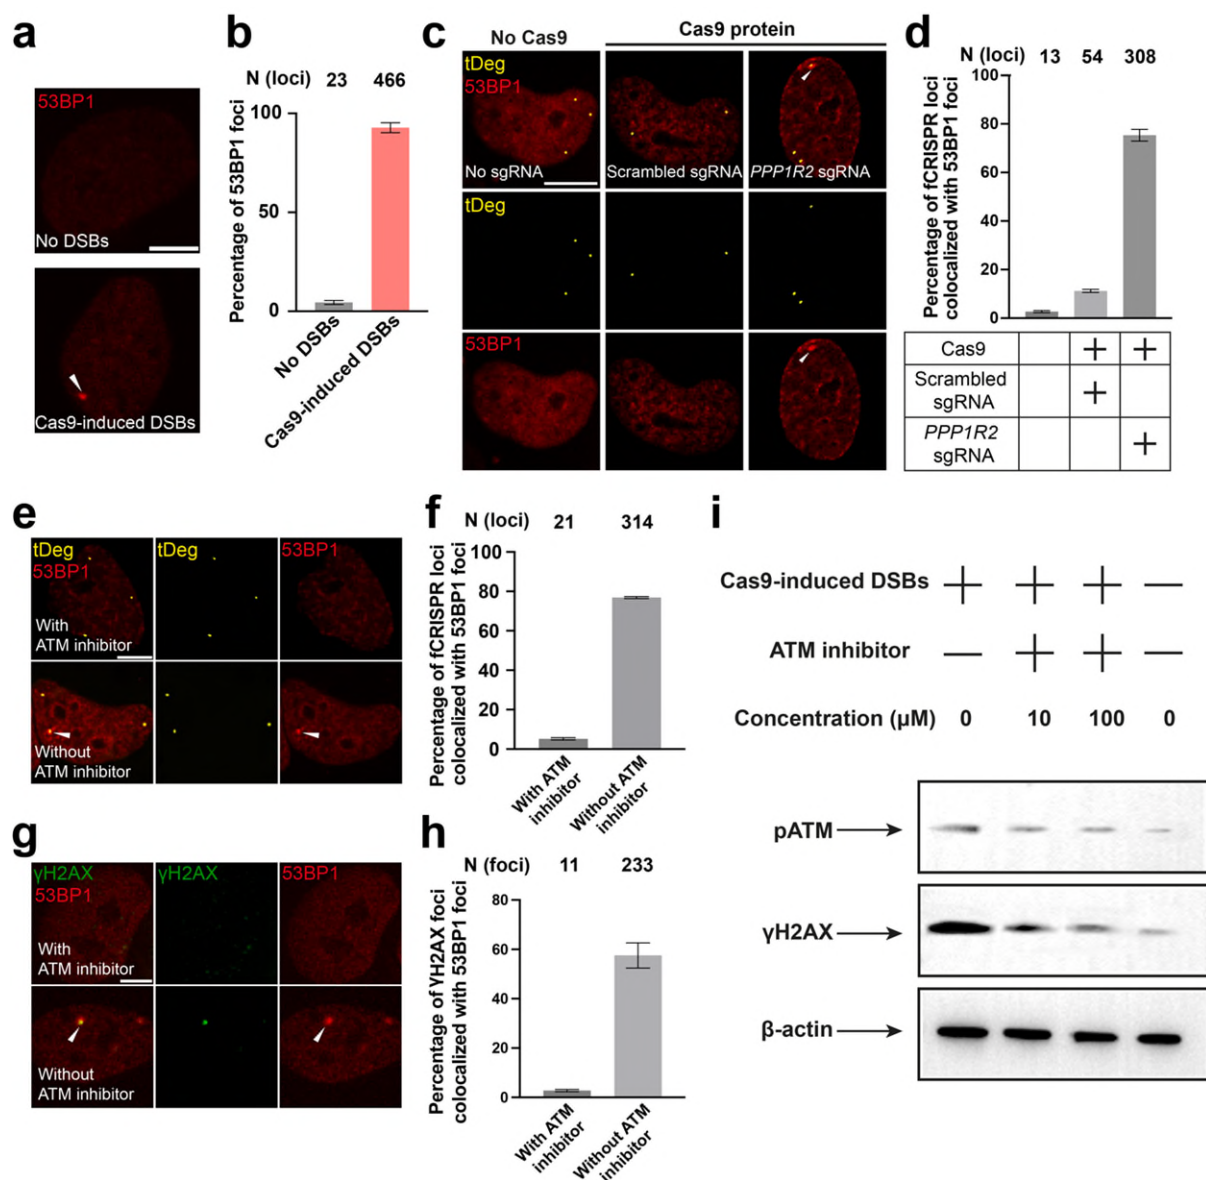 a
53BP1
No DSBs
Cas9-induced DSBs
b
N (loci) 23 466
Percentage of 53BP1 foci
100
50
0
No DSBs
Cas9-induced DSBs
c
No Cas9
Cas9 protein
tDeg
53BP1
No sgRNA
Scrambled sgRNA
PPP1R2 sgRNA
tDeg
53BP1
d
N (loci) 13 54 308
Percentage of fCRISPR loci
colocalized with 53BP1 foci
100
80
60
40
20
0
Cas9 + +
Scrambled
sgRNA +
PPP1R2
sgRNA +
e
tDeg
53BP1
tDeg
53BP1
With
ATM inhibitor
Without
ATM inhibitor
f
N (loci) 21 314
Percentage of fCRISPR loci
colocalized with 53BP1 foci
100
80
60
40
20
0
With ATM
inhibitor
Without ATM
inhibitor
g
γH2AX
53BP1
γH2AX
53BP1
With
ATM inhibitor
Without
ATM inhibitor
h
N (foci) 11 233
Percentage of γH2AX foci
colocalized with 53BP1 foci
80
60
40
20
0
With ATM
inhibitor
Without ATM
inhibitor
i
Cas9-induced DSBs + + + —
ATM inhibitor — + + —
Concentration (μM) 0 10 100 0
pATM
γH2AX
β-actin